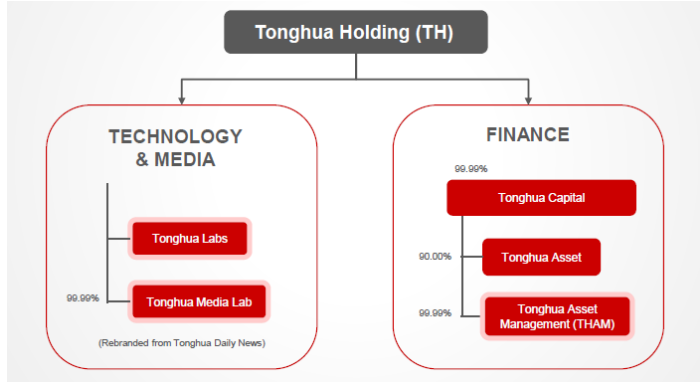 Tonghua Holding (TH)
TECHNOLOGY
& MEDIA
Tonghua Labs
99.99%
Tonghua Media Lab
(Rebranded from Tonghua Daily News)
FINANCE
99.99%
Tonghua Capital
90.00%
Tonghua Asset
99.99%
Tonghua Asset
Management (THAM)